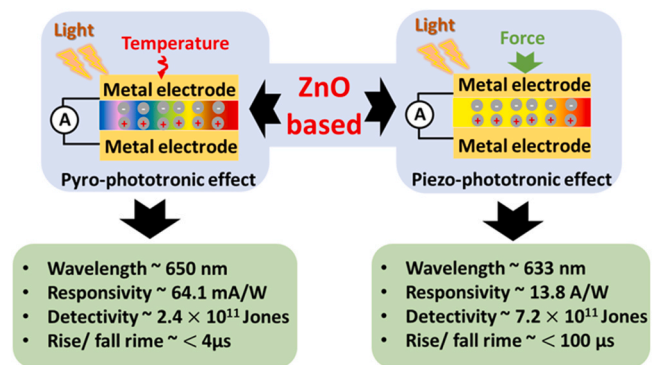 Light
Temperature
Metal electrode
A
Metal electrode
Pyro-phototronic effect
ZnO
based
Light
Force
Metal electrode
A
Metal electrode
Piezo-phototronic effect
• Wavelength ~ 650 nm
• Responsivity ~ 64.1 mA/W
• Detectivity ~ 2.4 × 10¹¹ Jones
• Rise/ fall rime ~ < 4μs
• Wavelength ~ 633 nm
• Responsivity ~ 13.8 A/W
• Detectivity ~ 7.2 × 10¹¹ Jones
• Rise/ fall rime ~ < 100 μs